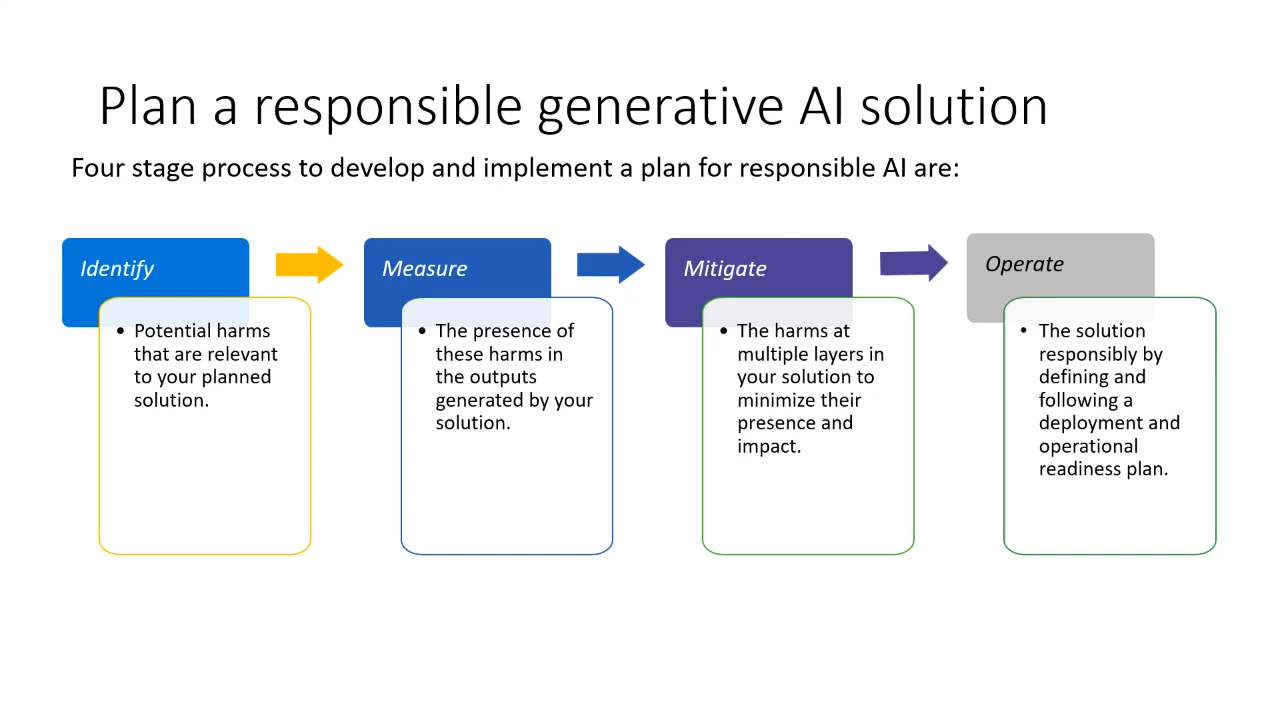 Plan a responsible generative AI solution
Four stage process to develop and implement a plan for responsible AI are:
Identify
• Potential harms
that are relevant
to your planned
solution.
Measure
• The presence of
these harms in
the outputs
generated by your
solution.
Mitigate
• The harms at
multiple layers in
your solution to
minimize their
presence and
impact.
Operate
• The solution
responsibly by
defining and
following a
deployment and
operational
readiness plan.